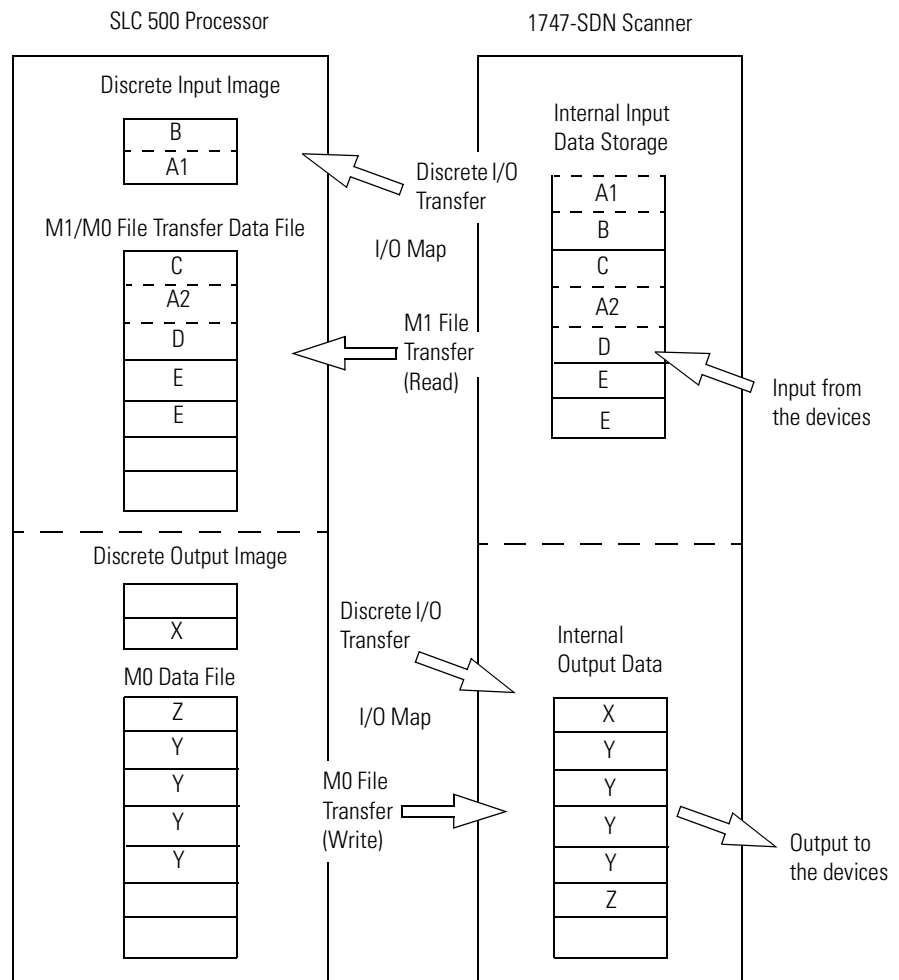 SLC 500 Processor
1747-SDN Scanner
Discrete Input Image
B
A1
M1/M0 File Transfer Data File
C
A2
D
E
E
Discrete I/O
Transfer
I/O Map
M1 File
Transfer
(Read)
Internal Input
Data Storage
A1
B
C
A2
D
E
E
Input from
the devices
Discrete Output Image
X
M0 Data File
Z
Y
Y
Y
Y
Discrete I/O
Transfer
I/O Map
M0 File
Transfer
(Write)
Internal
Output Data
X
Y
Y
Y
Y
Z
Output to
the devices